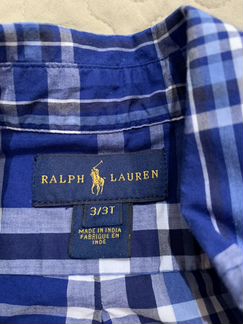 RALPH LAUREN
3/3T
MADE IN INDIA
FABRIQUE EN
INDE